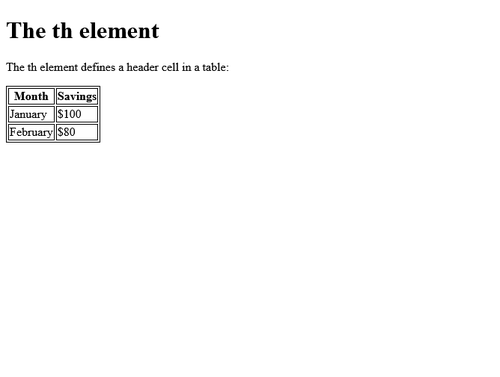 The th element
The th element defines a header cell in a table:
Month Savings
January $100
February $80